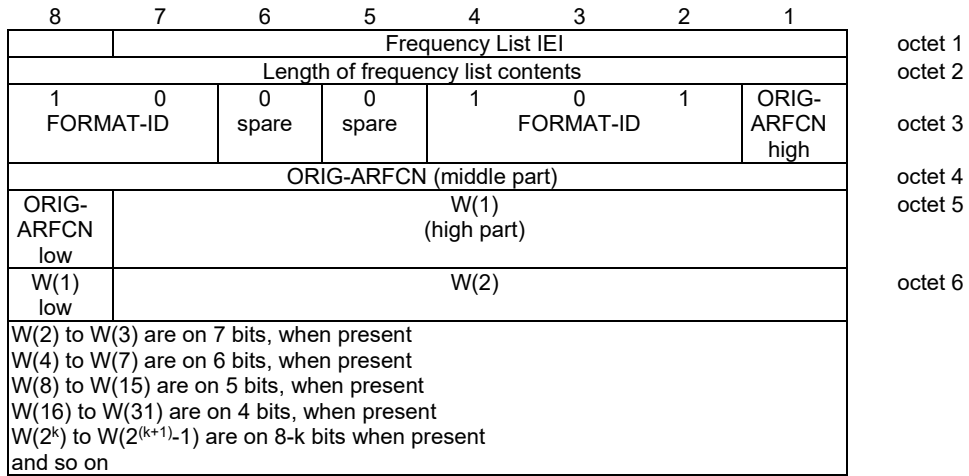 8 7 6 5 4 3 2 1
Frequency List IEI octet 1
Length of frequency list contents octet 2
1 0 0 0 1 0 1 ORIG-
FORMAT-ID spare spare FORMAT-ID ARFCN octet 3
high
ORIG-ARFCN (middle part) octet 4
ORIG- W(1) octet 5
ARFCN (high part)
low
W(1) W(2) octet 6
low
W(2) to W(3) are on 7 bits, when present
W(4) to W(7) are on 6 bits, when present
W(8) to W(15) are on 5 bits, when present
W(16) to W(31) are on 4 bits, when present
W(2^k) to W(2^(k+1)-1) are on 8-k bits when present
and so on